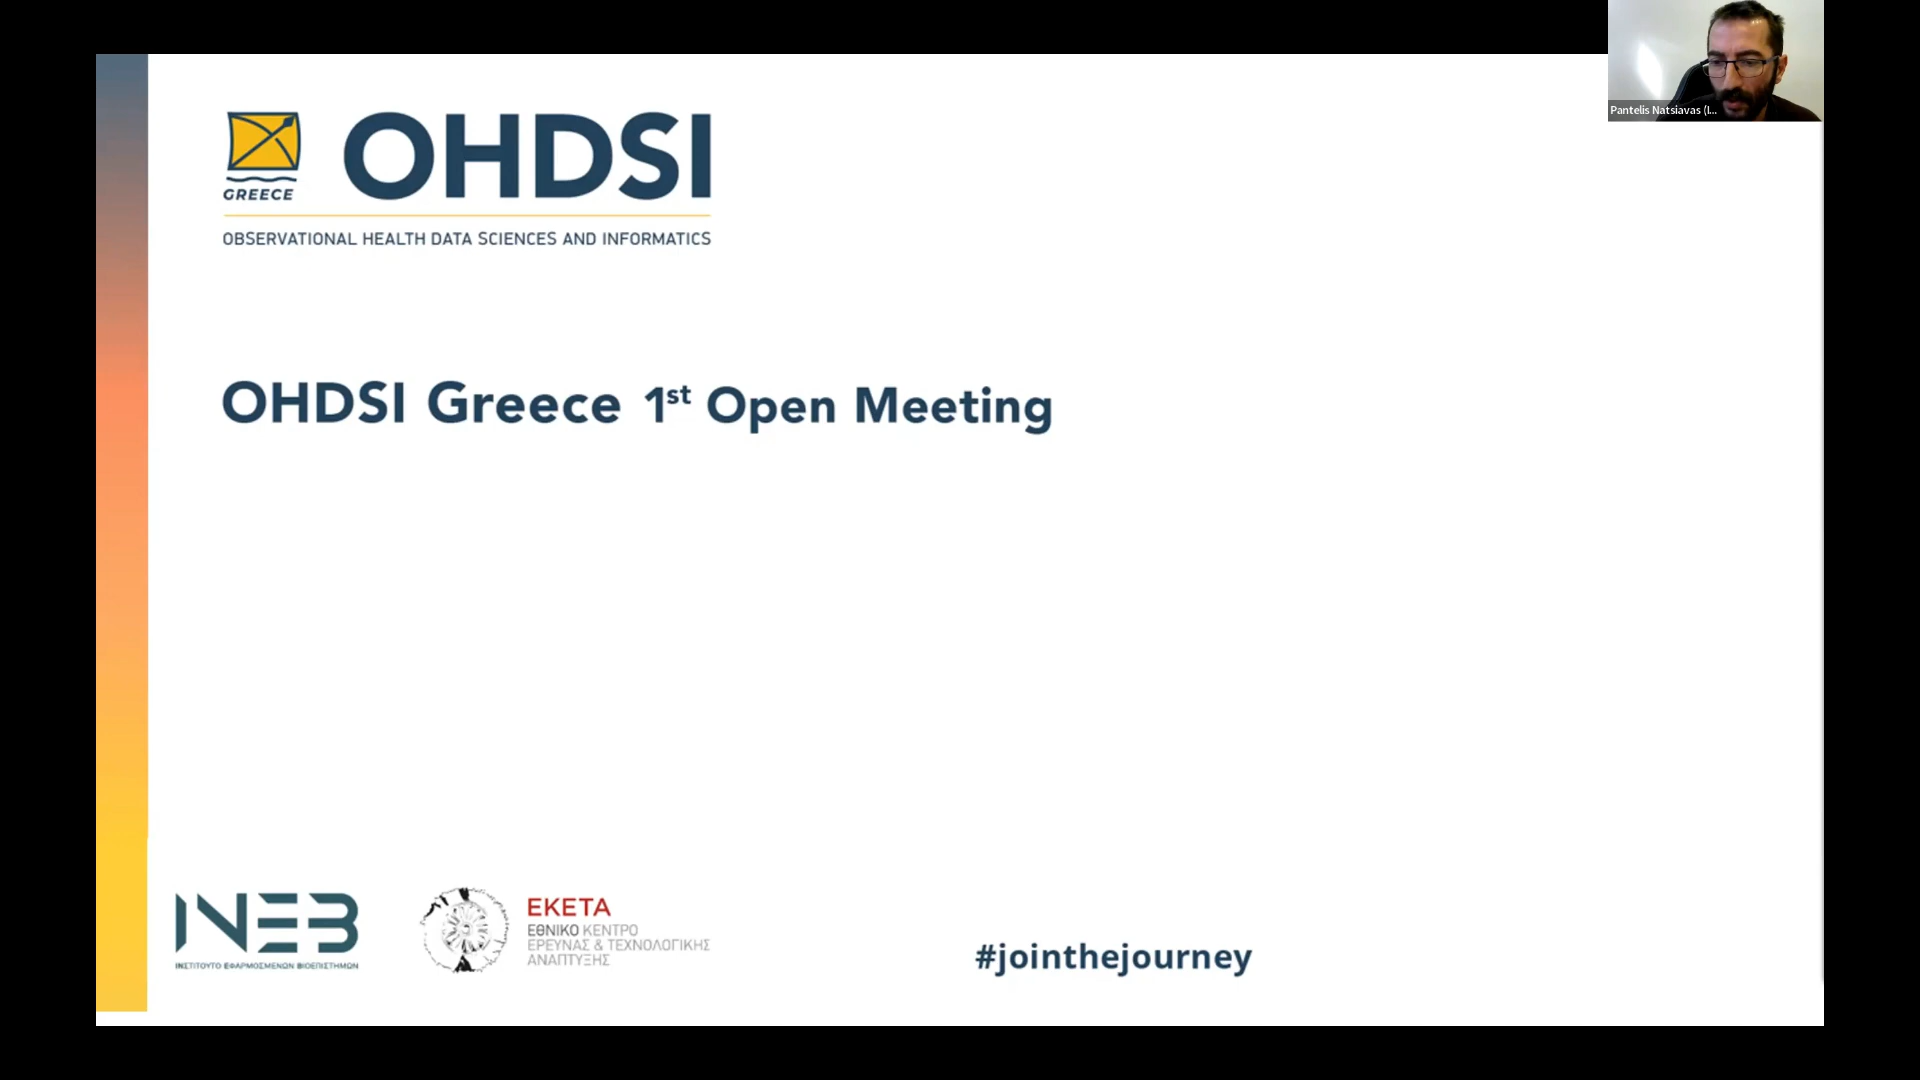 Pantelis Natsiavas (I...
GREECE
OHDSI
OBSERVATIONAL HEALTH DATA SCIENCES AND INFORMATICS
OHDSI Greece 1st Open Meeting
INEB
ΙΝΣΤΙΤΟΥΤΟ ΕΦΑΡΜΟΣΜΕΝΩΝ ΒΙΟΕΠΙΣΤΗΜΩΝ
ΕΚΕΤΑ
ΕΘΝΙΚΟ ΚΕΝΤΡΟ
ΕΡΕΥΝΑΣ & ΤΕΧΝΟΛΟΓΙΚΗΣ
ΑΝΑΠΤΥΞΗΣ
#jointhejourney